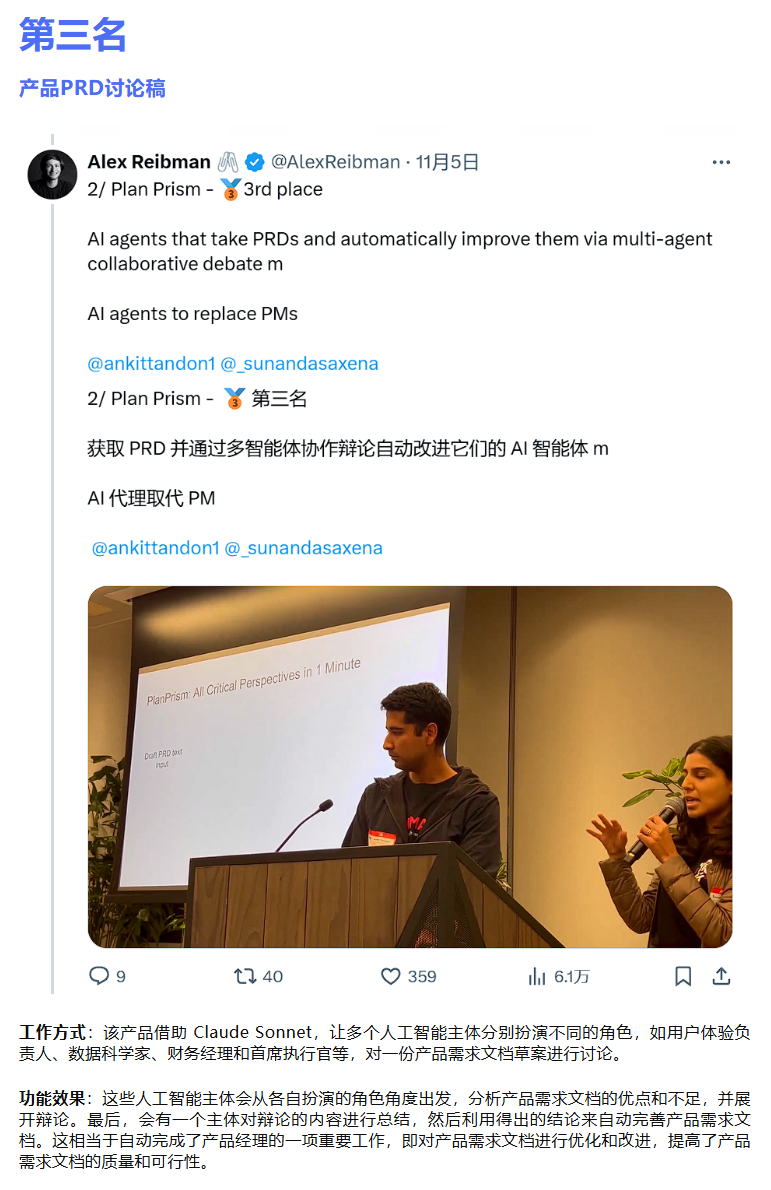 第三名
产品PRD讨论稿
Alex Reibman @AlexReibman · 11月5日
2/ Plan Prism - 🥉3rd place
AI agents that take PRDs and automatically improve them via multi-agent
collaborative debate m
AI agents to replace PMs
@ankittandon1 @_sunandasaxena
2/ Plan Prism - 🥉 第三名
获取 PRD 并通过多智能体协作辩论自动改进它们的 AI 智能体 m
AI 代理取代 PM
@ankittandon1 @_sunandasaxena
PlanPrism: All Critical Perspectives in 1 Minute
Draft PRD text
input
9 40 359 6.1万
工作方式：该产品借助 Claude Sonnet，让多个人工智能主体分别扮演不同的角色，如用户体验负
责人、数据科学家、财务经理和首席执行官等，对一份产品需求文档草案进行讨论。
功能效果：这些人工智能主体会从各自扮演的角色角度出发，分析产品需求文档的优点和不足，并展
开辩论。最后，会有一个主体对辩论的内容进行总结，然后利用得出的结论来自动完善产品需求文
档。这相当于自动完成了产品经理的一项重要工作，即对产品需求文档进行优化和改进，提高了产品
需求文档的质量和可行性。